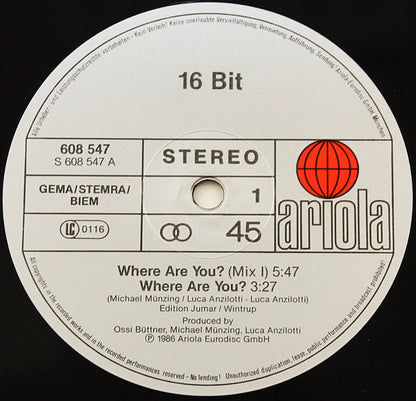 Alle Urheber- und Leistungsschutzrechte vorbehalten - Kein Verleih! Keine unerlaubte Vervielfältigung, Vermietung, Aufführung, Sendung! Ariola Eurodisc GmbH München
16 Bit
608 547
S 608 547 A
STEREO
GEMA/STEMRA/
BIEM
1
LC 0116
45
ariola
Where Are You? (Mix I) 5:47
Where Are You? 3:27
(Michael Münzing / Luca Anzilotti · Luca Anzilotti)
Edition Jumar / Wintrup
Produced by
Ossi Büttner, Michael Münzing, Luca Anzilotti
℗ 1986 Ariola Eurodisc GmbH
All copyrights in the recorded works and in the recorded performances reserved - No lending! Unauthorized duplication, lease, public performance and broadcast prohibited!